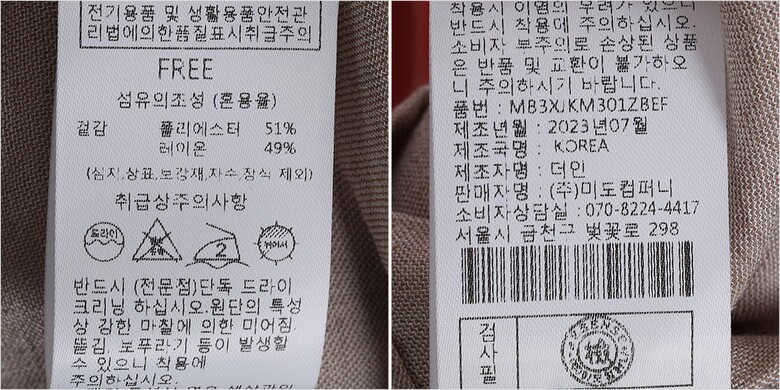 전기용품 및 생활용품안전관
리법에의한품질표시취급주의
FREE
섬유의조성 (혼용율)
겉감 폴리에스터 51%
레이온 49%
(심지,상표,보강재,자수,장식 제외)
취급상주의사항
드라이
2
반드시 (전문점)단독 드라이
크리닝 하십시오.원단의 특성
상 강한 마찰에 의한 미어짐,
뜯김, 보푸라기 등이 발생할
수 있으니 착용에
주의하십시오.
착용시 이염의 우려가 있으니
반드시 착용에 주의하십시오.
소비자 부주의로 손상된 상품
은 반품 및 교환이 불가하오
니 주의하시기 바랍니다.
품번 : MB3XJKM301ZBEF
제조년월 : 2023년07월
제조국명 : KOREA
제조자명 : 더인
판매자명 : (주)미도컴퍼니
소비자상담실 :070-8224-4417
서울시 금천구 벚꽃로 298
검사필